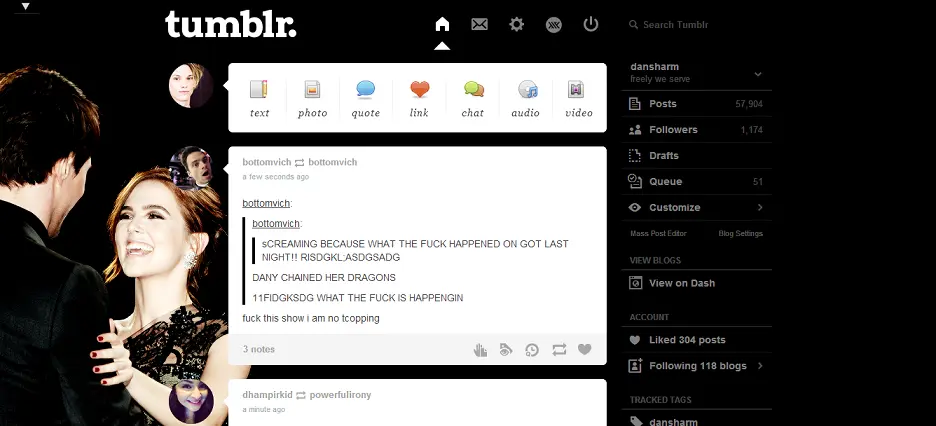 tumblr.
Search Tumblr
text
photo
quote
link
chat
audio
video
dansharm
freely we serve
Posts 57,904
Followers 1,174
Drafts
Queue 51
Customize
Mass Post Editor Blog Settings
VIEW BLOGS
View on Dash
ACCOUNT
Liked 304 posts
Following 118 blogs
TRACKED TAGS
dansharm
bottomvich bottomvich
a few seconds ago
bottomvich:
bottomvich:
sCREAMING BECAUSE WHAT THE FUCK HAPPENED ON GOT LAST
NIGHT!! RISDGKL;ASDGSADG
DANY CHAINED HER DRAGONS
11FIDGKSDG WHAT THE FUCK IS HAPPENGIN
fuck this show i am no tcopping
3 notes
dhampirkid powerfulirony
a minute ago